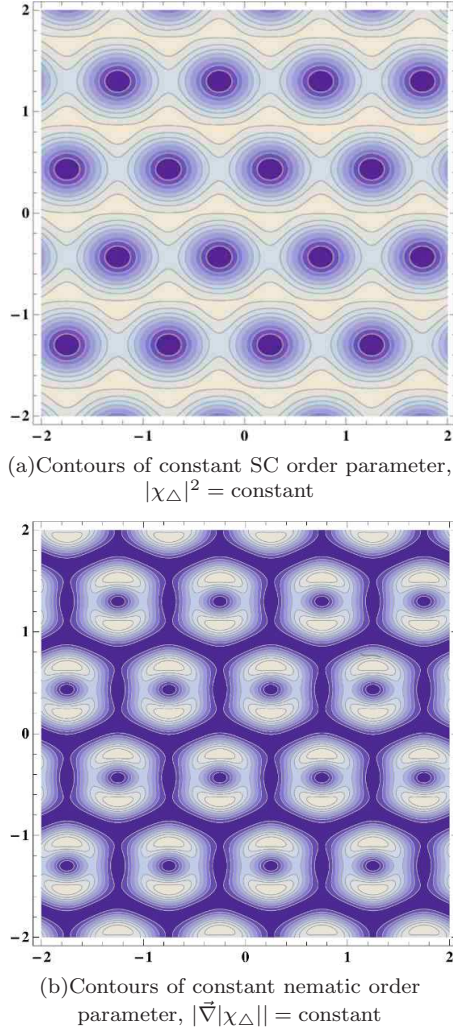 2
1
0
−1
−2
−2 −1 0 1 2
(a)Contours of constant SC order parameter,
|χ△|² = constant
2
1
0
−1
−2
−2 −1 0 1 2
(b)Contours of constant nematic order
parameter, |∇⃗|χ△|| = constant